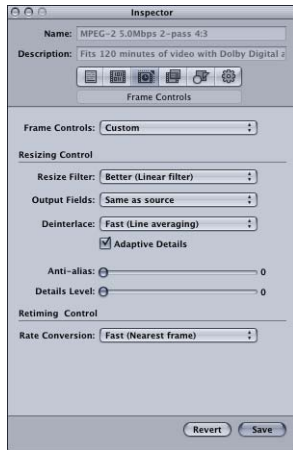 Inspector
Name: MPEG-2 5.0Mbps 2-pass 4:3
Description: Fits 120 minutes of video with Dolby Digital a
Frame Controls
Frame Controls: Custom
Resizing Control
Resize Filter: Better (Linear filter)
Output Fields: Same as source
Deinterlace: Fast (Line averaging)
Adaptive Details
Anti-alias: 0
Details Level: 0
Retiming Control
Rate Conversion: Fast (Nearest frame)
Revert Save